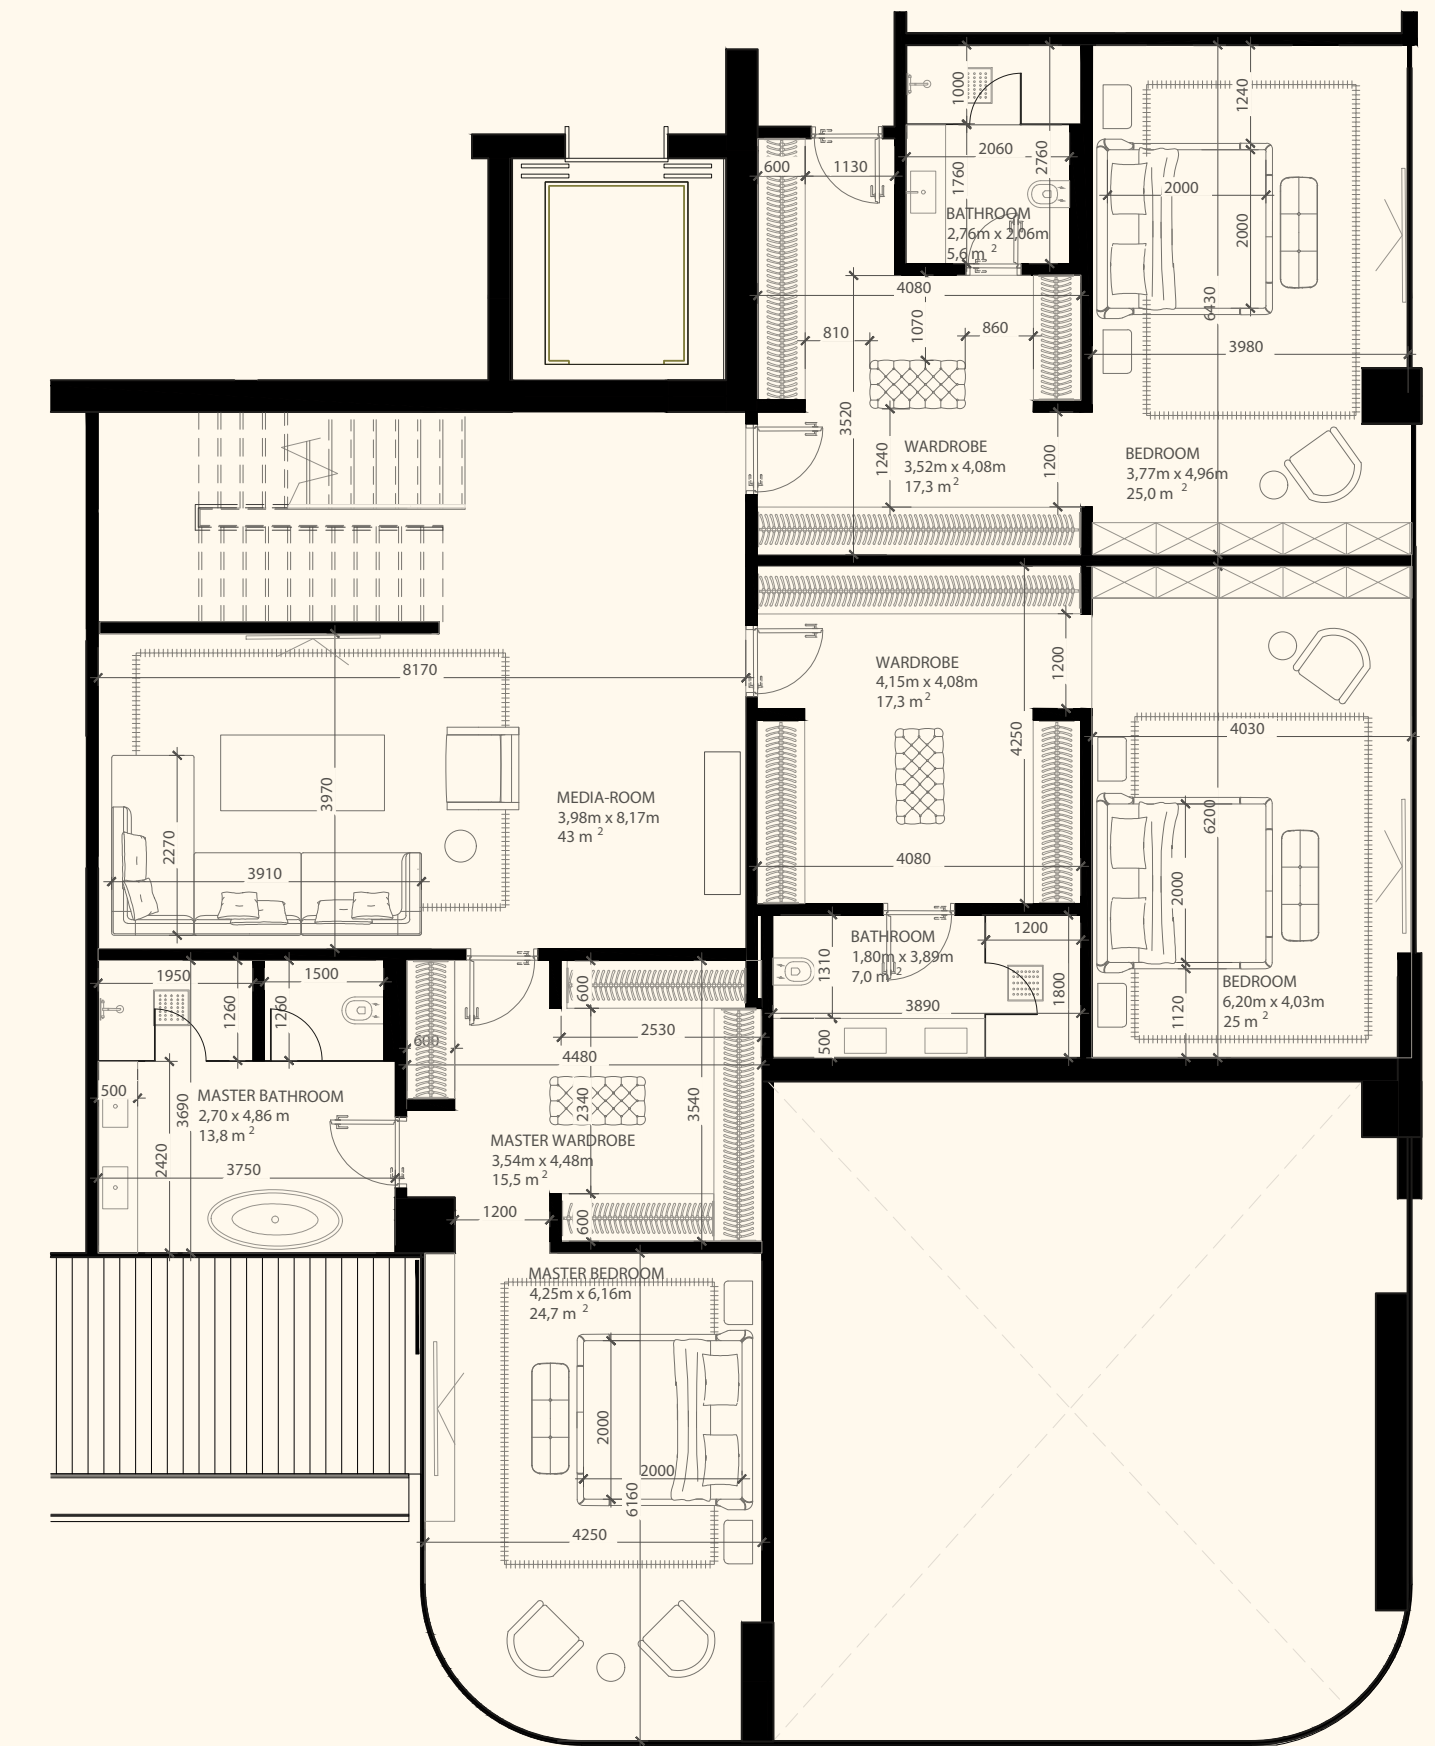 1000
1240
2060
2760
600
1130
1760
2000
BATHROOM
2,76m x 2,06m
5,6 m 2
2000
4080
6430
810
1070
860
3980
3520
1240
WARDROBE
3,52m x 4,08m
17,3 m 2
1200
BEDROOM
3,77m x 4,96m
25,0 m 2
8170
WARDROBE
4,15m x 4,08m
17,3 m 2
1200
4250
4030
3970
MEDIA-ROOM
3,98m x 8,17m
43 m 2
6200
2270
3910
4080
2000
1950
1500
1260
1260
600
600
2530
4480
BATHROOM
1,80m x 3,89m
7,0 m 2
1200
1310
3890
1800
500
BEDROOM
6,20m x 4,03m
25 m 2
1120
500
3690
MASTER BATHROOM
2,70 x 4,86 m
13,8 m 2
2420
3750
2340
3540
MASTER WARDROBE
3,54m x 4,48m
15,5 m 2
1200
600
MASTER BEDROOM
4,25m x 6,16m
24,7 m 2
2000
2000
6160
4250